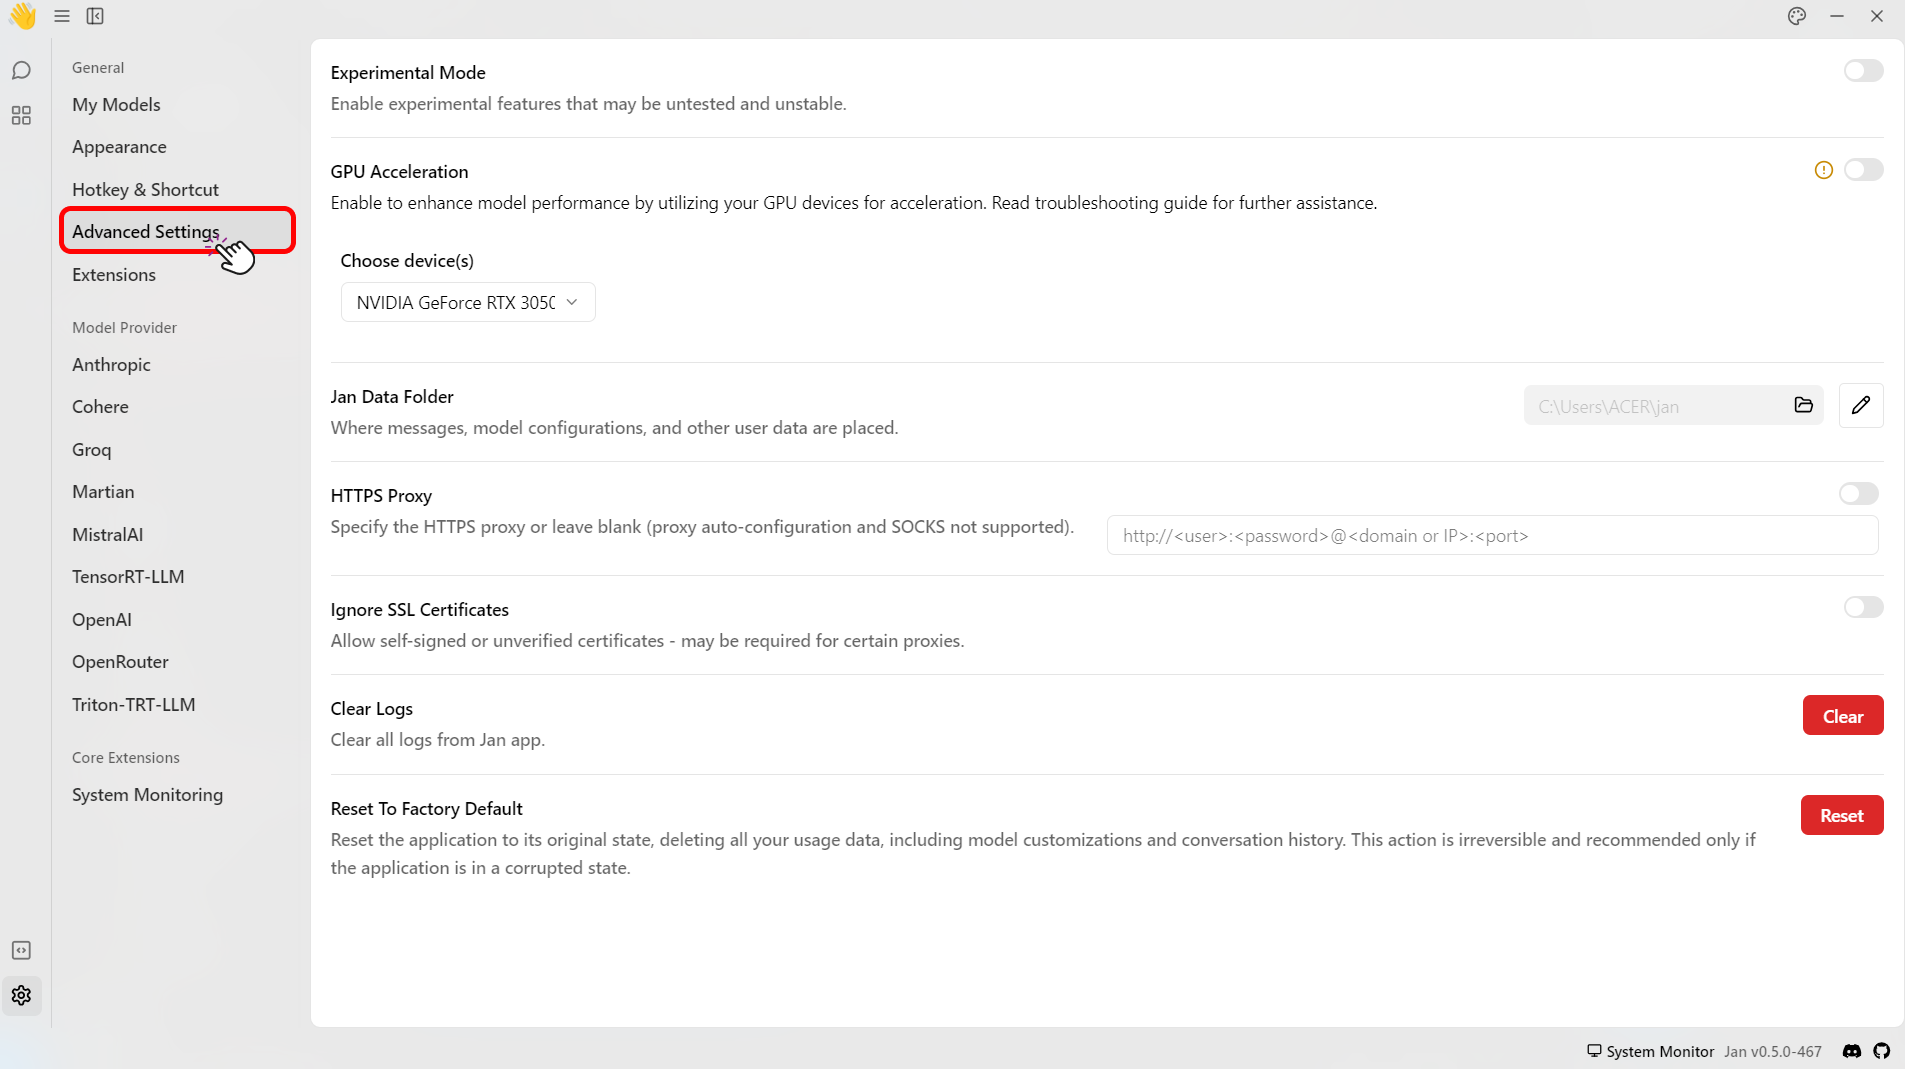 General
My Models
Appearance
Hotkey & Shortcut
Advanced Settings
Extensions
Model Provider
Anthropic
Cohere
Groq
Martian
MistralAI
TensorRT-LLM
OpenAI
OpenRouter
Triton-TRT-LLM
Core Extensions
System Monitoring
Experimental Mode
Enable experimental features that may be untested and unstable.
GPU Acceleration
Enable to enhance model performance by utilizing your GPU devices for acceleration. Read troubleshooting guide for further assistance.
Choose device(s)
NVIDIA GeForce RTX 3050
Jan Data Folder
Where messages, model configurations, and other user data are placed.
C:\Users\ACER\jan
HTTPS Proxy
Specify the HTTPS proxy or leave blank (proxy auto-configuration and SOCKS not supported).
http://<user>:<password>@<domain or IP>:<port>
Ignore SSL Certificates
Allow self-signed or unverified certificates - may be required for certain proxies.
Clear Logs
Clear all logs from Jan app.
Clear
Reset To Factory Default
Reset the application to its original state, deleting all your usage data, including model customizations and conversation history. This action is irreversible and recommended only if
the application is in a corrupted state.
Reset
System Monitor Jan v0.5.0-467